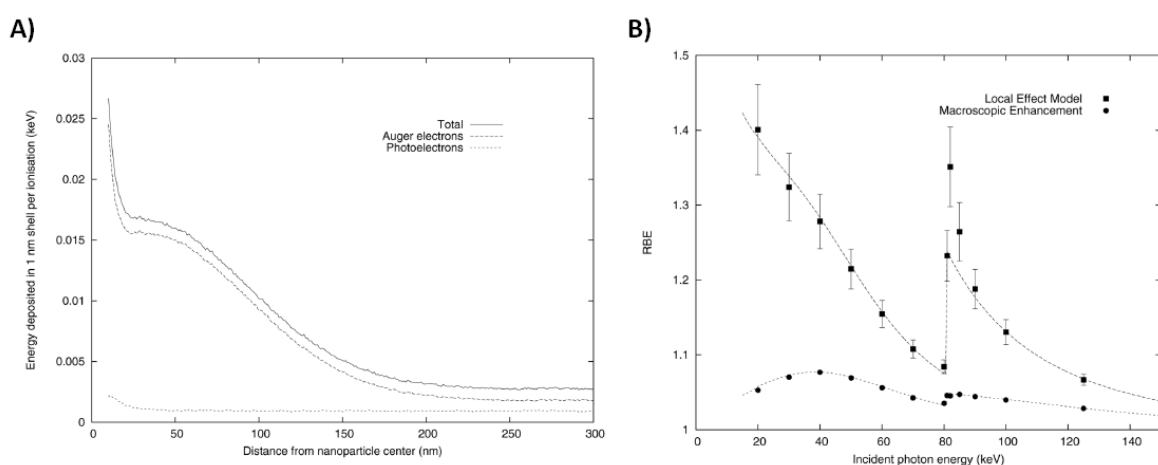 A)
Energy deposited in 1 nm shell per ionisation (keV)
0.03
0.025
0.02
0.015
0.01
0.005
0
Total
Auger electrons
Photoelectrons
0
50
100
150
200
250
300
Distance from nanoparticle center (nm)
B)
RBE
1.5
1.4
1.3
1.2
1.1
1
Local Effect Model
Macroscopic Enhancement
0
20
40
60
80
100
120
140
Incident photon energy (keV)